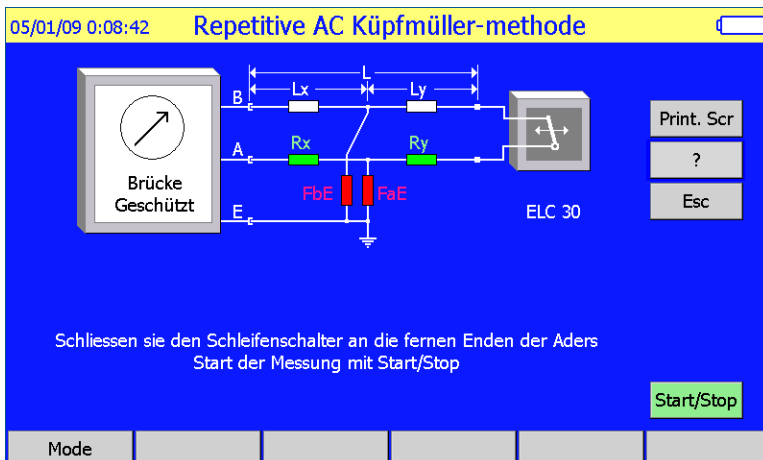 05/01/09 0:08:42
Repetitive AC Küpfmüller-methode
L
Lx
Ly
B
Rx
Ry
A
FbE
FaE
E
Brücke
Geschützt
ELC 30
Print. Scr
?
Esc
Schliessen sie den Schleifenschalter an die fernen Enden der Aders
Start der Messung mit Start/Stop
Start/Stop
Mode